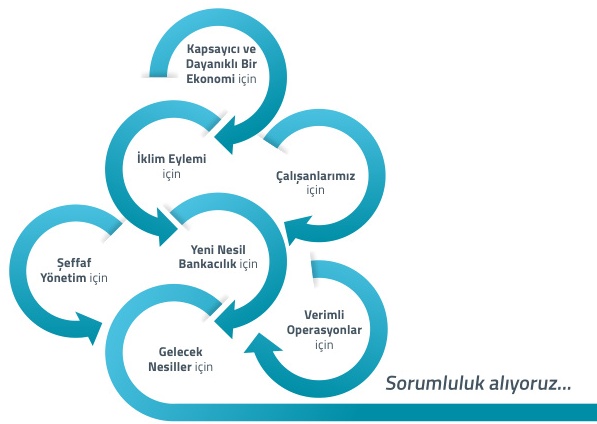 Kapsayıcı ve
Dayanıklı Bir
Ekonomi için
İklim Eylemi
için
Çalışanlarımız
için
Yeni Nesil
Bankacılık için
Şeffaf
Yönetim için
Verimli
Operasyonlar
için
Gelecek
Nesiller için
Sorumluluk alıyoruz...